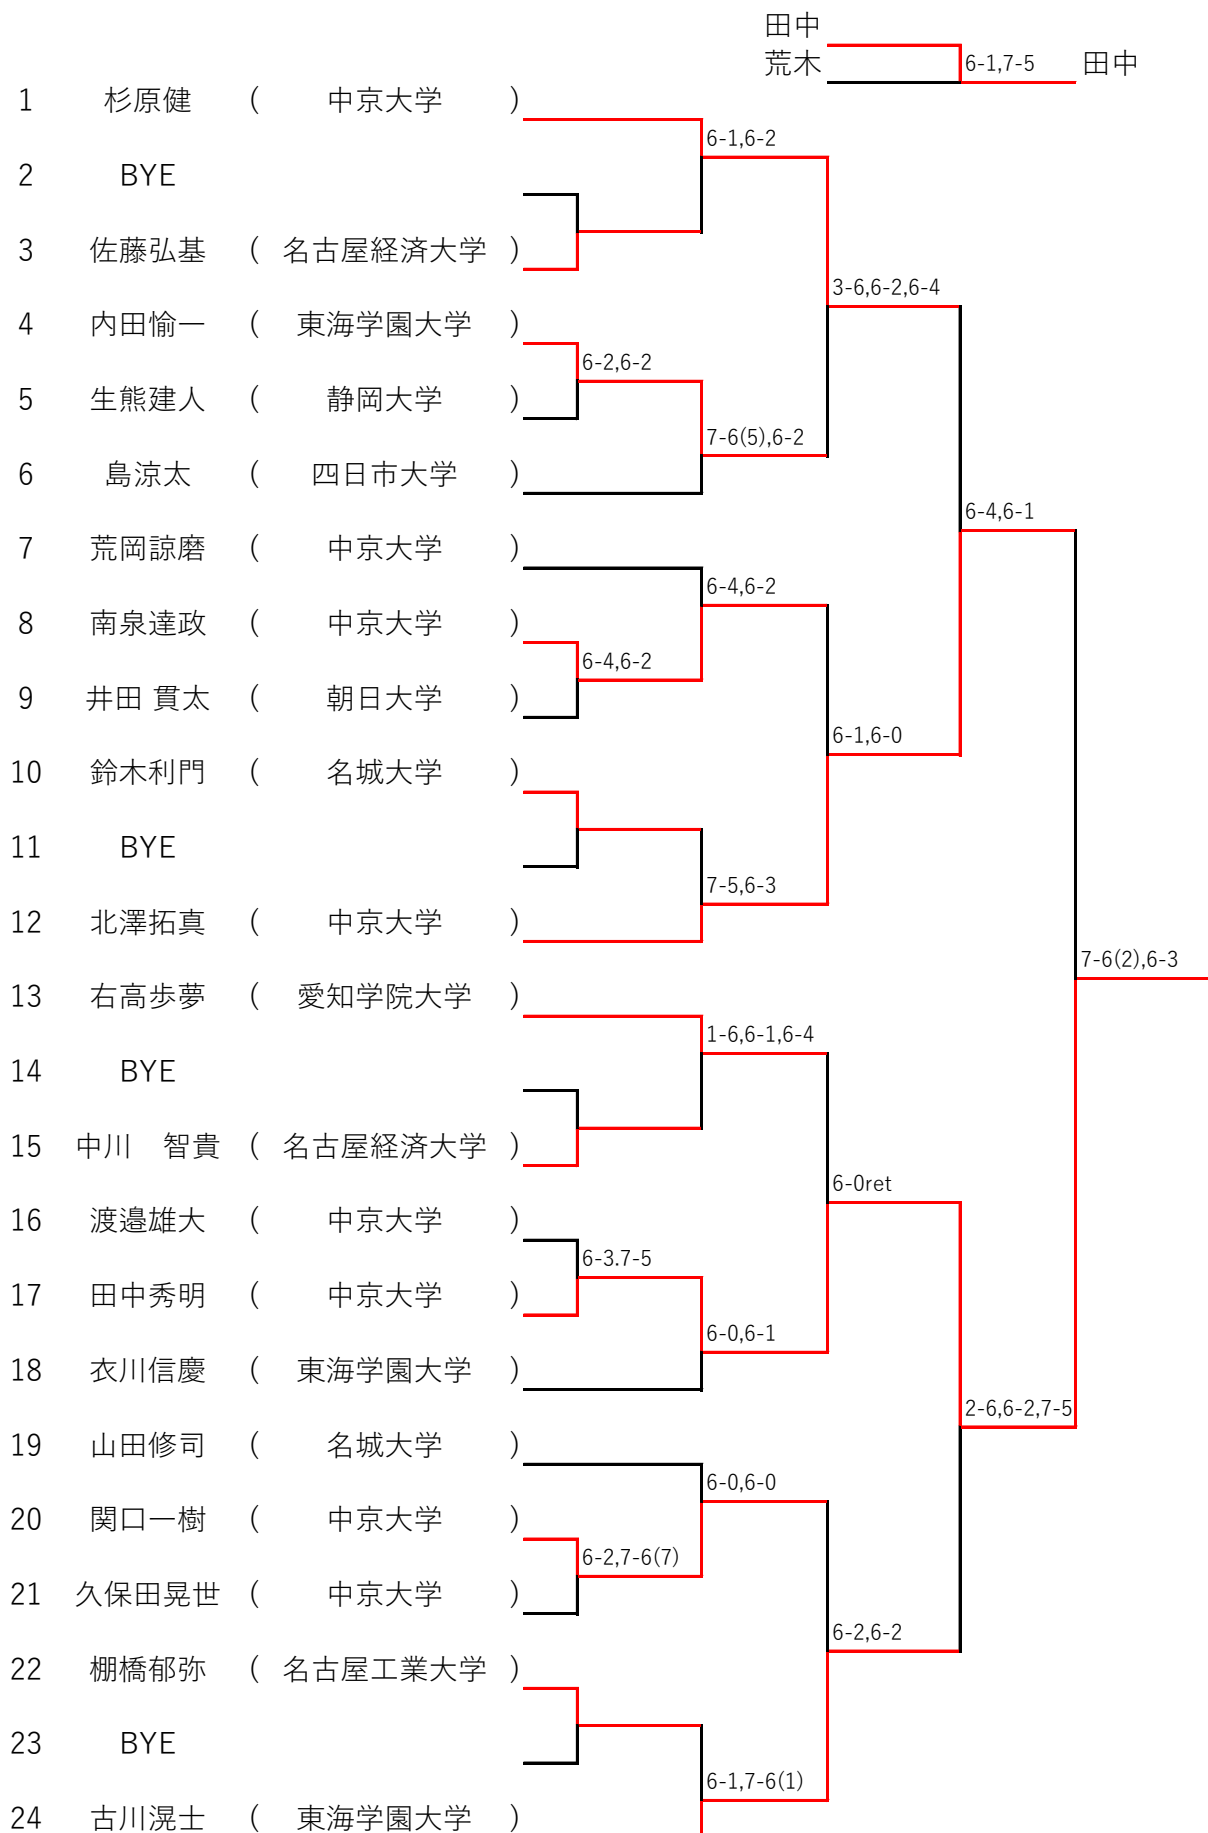 田中
荒木 6-1,7-5 田中
1 杉原健 ( 中京大学 )
6-1,6-2
2 BYE
3 佐藤弘基 ( 名古屋経済大学 )
3-6,6-2,6-4
4 内田愉一 ( 東海学園大学 )
6-2,6-2
5 生熊建人 ( 静岡大学 )
7-6(5),6-2
6 島涼太 ( 四日市大学 )
6-4,6-1
7 荒岡諒磨 ( 中京大学 )
6-4,6-2
8 南泉達政 ( 中京大学 )
6-4,6-2
9 井田 貫太 ( 朝日大学 )
6-1,6-0
10 鈴木利門 ( 名城大学 )
11 BYE
7-5,6-3
12 北澤拓真 ( 中京大学 )
7-6(2),6-3
13 右高歩夢 ( 愛知学院大学 )
1-6,6-1,6-4
14 BYE
15 中川　智貴 ( 名古屋経済大学 )
6-0ret
16 渡邉雄大 ( 中京大学 )
6-3.7-5
17 田中秀明 ( 中京大学 )
6-0,6-1
18 衣川信慶 ( 東海学園大学 )
2-6,6-2,7-5
19 山田修司 ( 名城大学 )
6-0,6-0
20 関口一樹 ( 中京大学 )
6-2,7-6(7)
21 久保田晃世 ( 中京大学 )
6-2,6-2
22 棚橋郁弥 ( 名古屋工業大学 )
23 BYE
6-1,7-6(1)
24 古川滉士 ( 東海学園大学 )